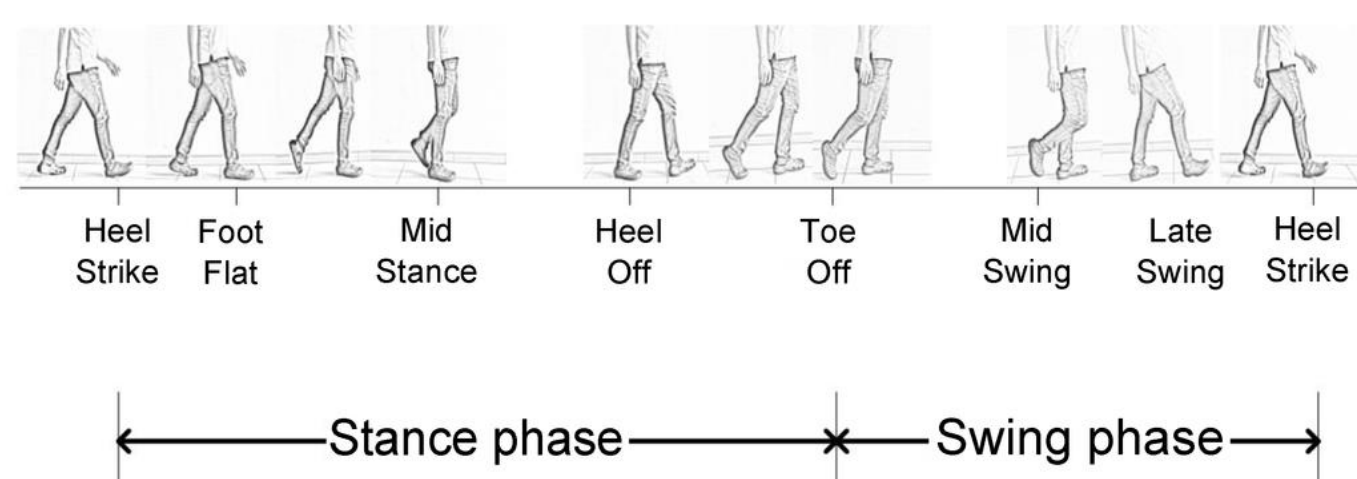 Heel Strike
Foot Flat
Mid Stance
Heel Off
Toe Off
Mid Swing
Late Swing
Heel Strike
Stance phase
Swing phase